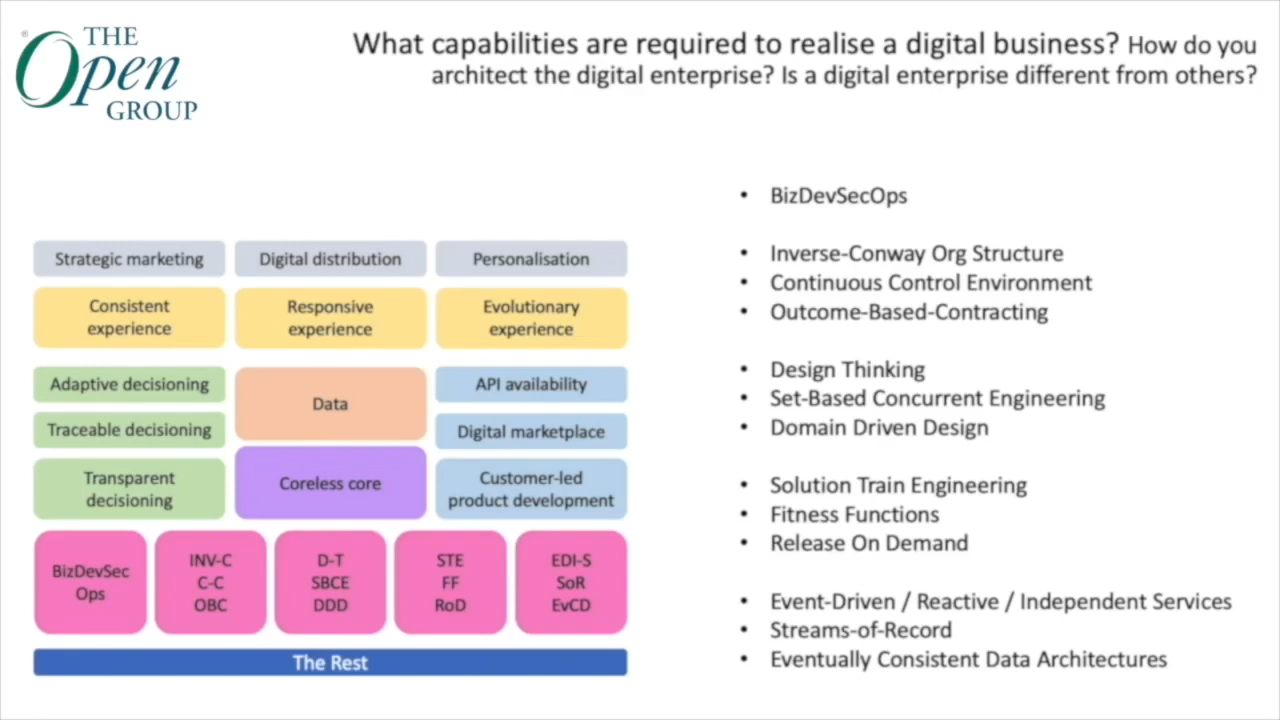 ®
THE
Open
GROUP
What capabilities are required to realise a digital business? How do you
architect the digital enterprise? Is a digital enterprise different from others?
Strategic marketing
Digital distribution
Personalisation
Consistent
experience
Responsive
experience
Evolutionary
experience
Adaptive decisioning
Traceable decisioning
Transparent
decisioning
Data
Coreless core
API availability
Digital marketplace
Customer-led
product development
BizDevSec
Ops
INV-C
C-C
OBC
D-T
SBCE
DDD
STE
FF
RoD
EDI-S
SoR
EvCD
The Rest
• BizDevSecOps
• Inverse-Conway Org Structure
• Continuous Control Environment
• Outcome-Based-Contracting
• Design Thinking
• Set-Based Concurrent Engineering
• Domain Driven Design
• Solution Train Engineering
• Fitness Functions
• Release On Demand
• Event-Driven / Reactive / Independent Services
• Streams-of-Record
• Eventually Consistent Data Architectures